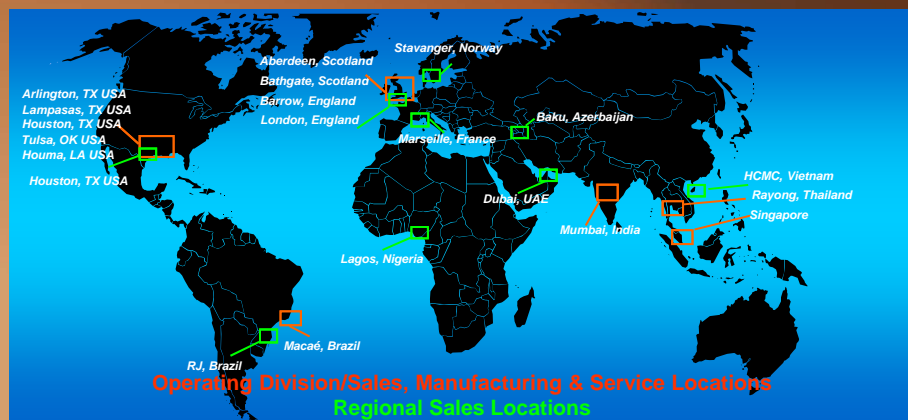 Stavanger, Norway
Aberdeen, Scotland
Bathgate, Scotland
Barrow, England
London, England
Marseille, France
Baku, Azerbaijan
Arlington, TX USA
Lampasas, TX USA
Houston, TX USA
Tulsa, OK USA
Houma, LA USA
Houston, TX USA
Dubai, UAE
Mumbai, India
HCMC, Vietnam
Rayong, Thailand
Singapore
Lagos, Nigeria
Macaé, Brazil
RJ, Brazil
Operating Division/Sales, Manufacturing & Service Locations
Regional Sales Locations